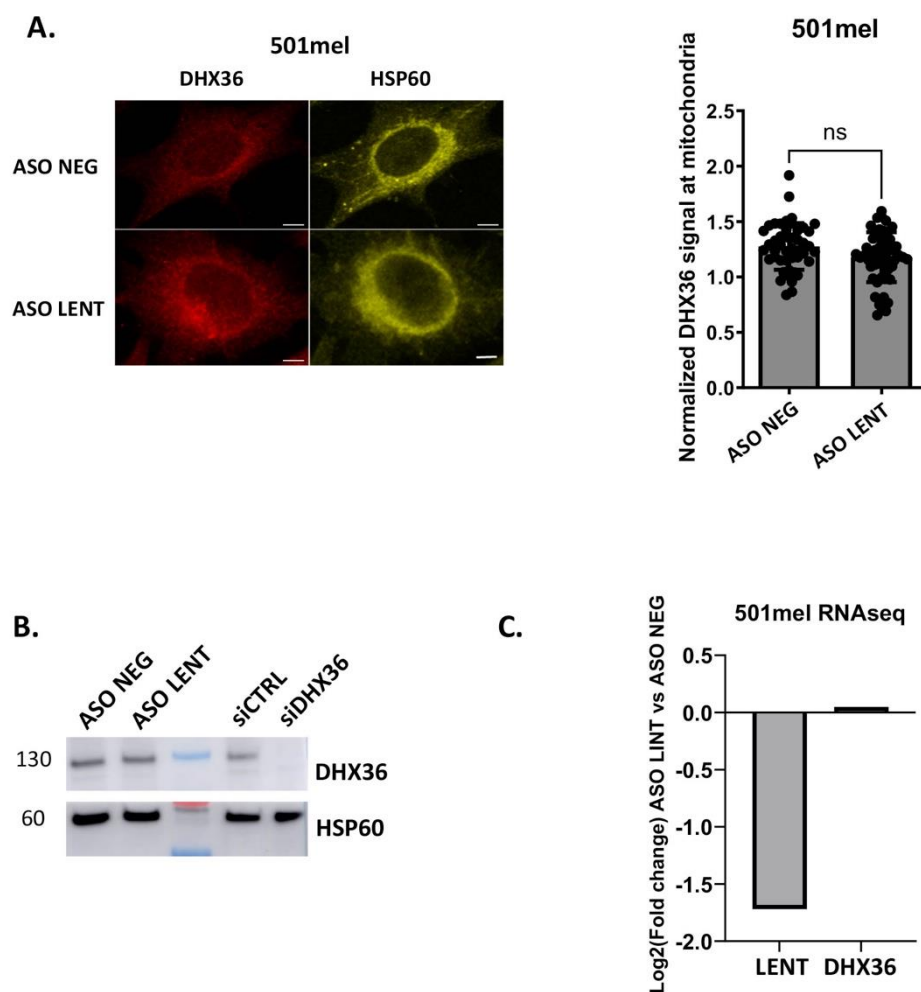 A.
501mel
DHX36 HSP60
ASO NEG
ASO LENT
501mel
Normalized DHX36 signal at mitochondria
2.5
2.0
1.5
1.0
0.5
0.0
ns
ASO NEG
ASO LENT
B.
ASO NEG ASO LENT siCTRL siDHX36
130 DHX36
60 HSP60
C.
501mel RNAseq
Log2(Fold change) ASO LINT vs ASO NEG
0.5
0.0
-0.5
-1.0
-1.5
-2.0
LENT DHX36